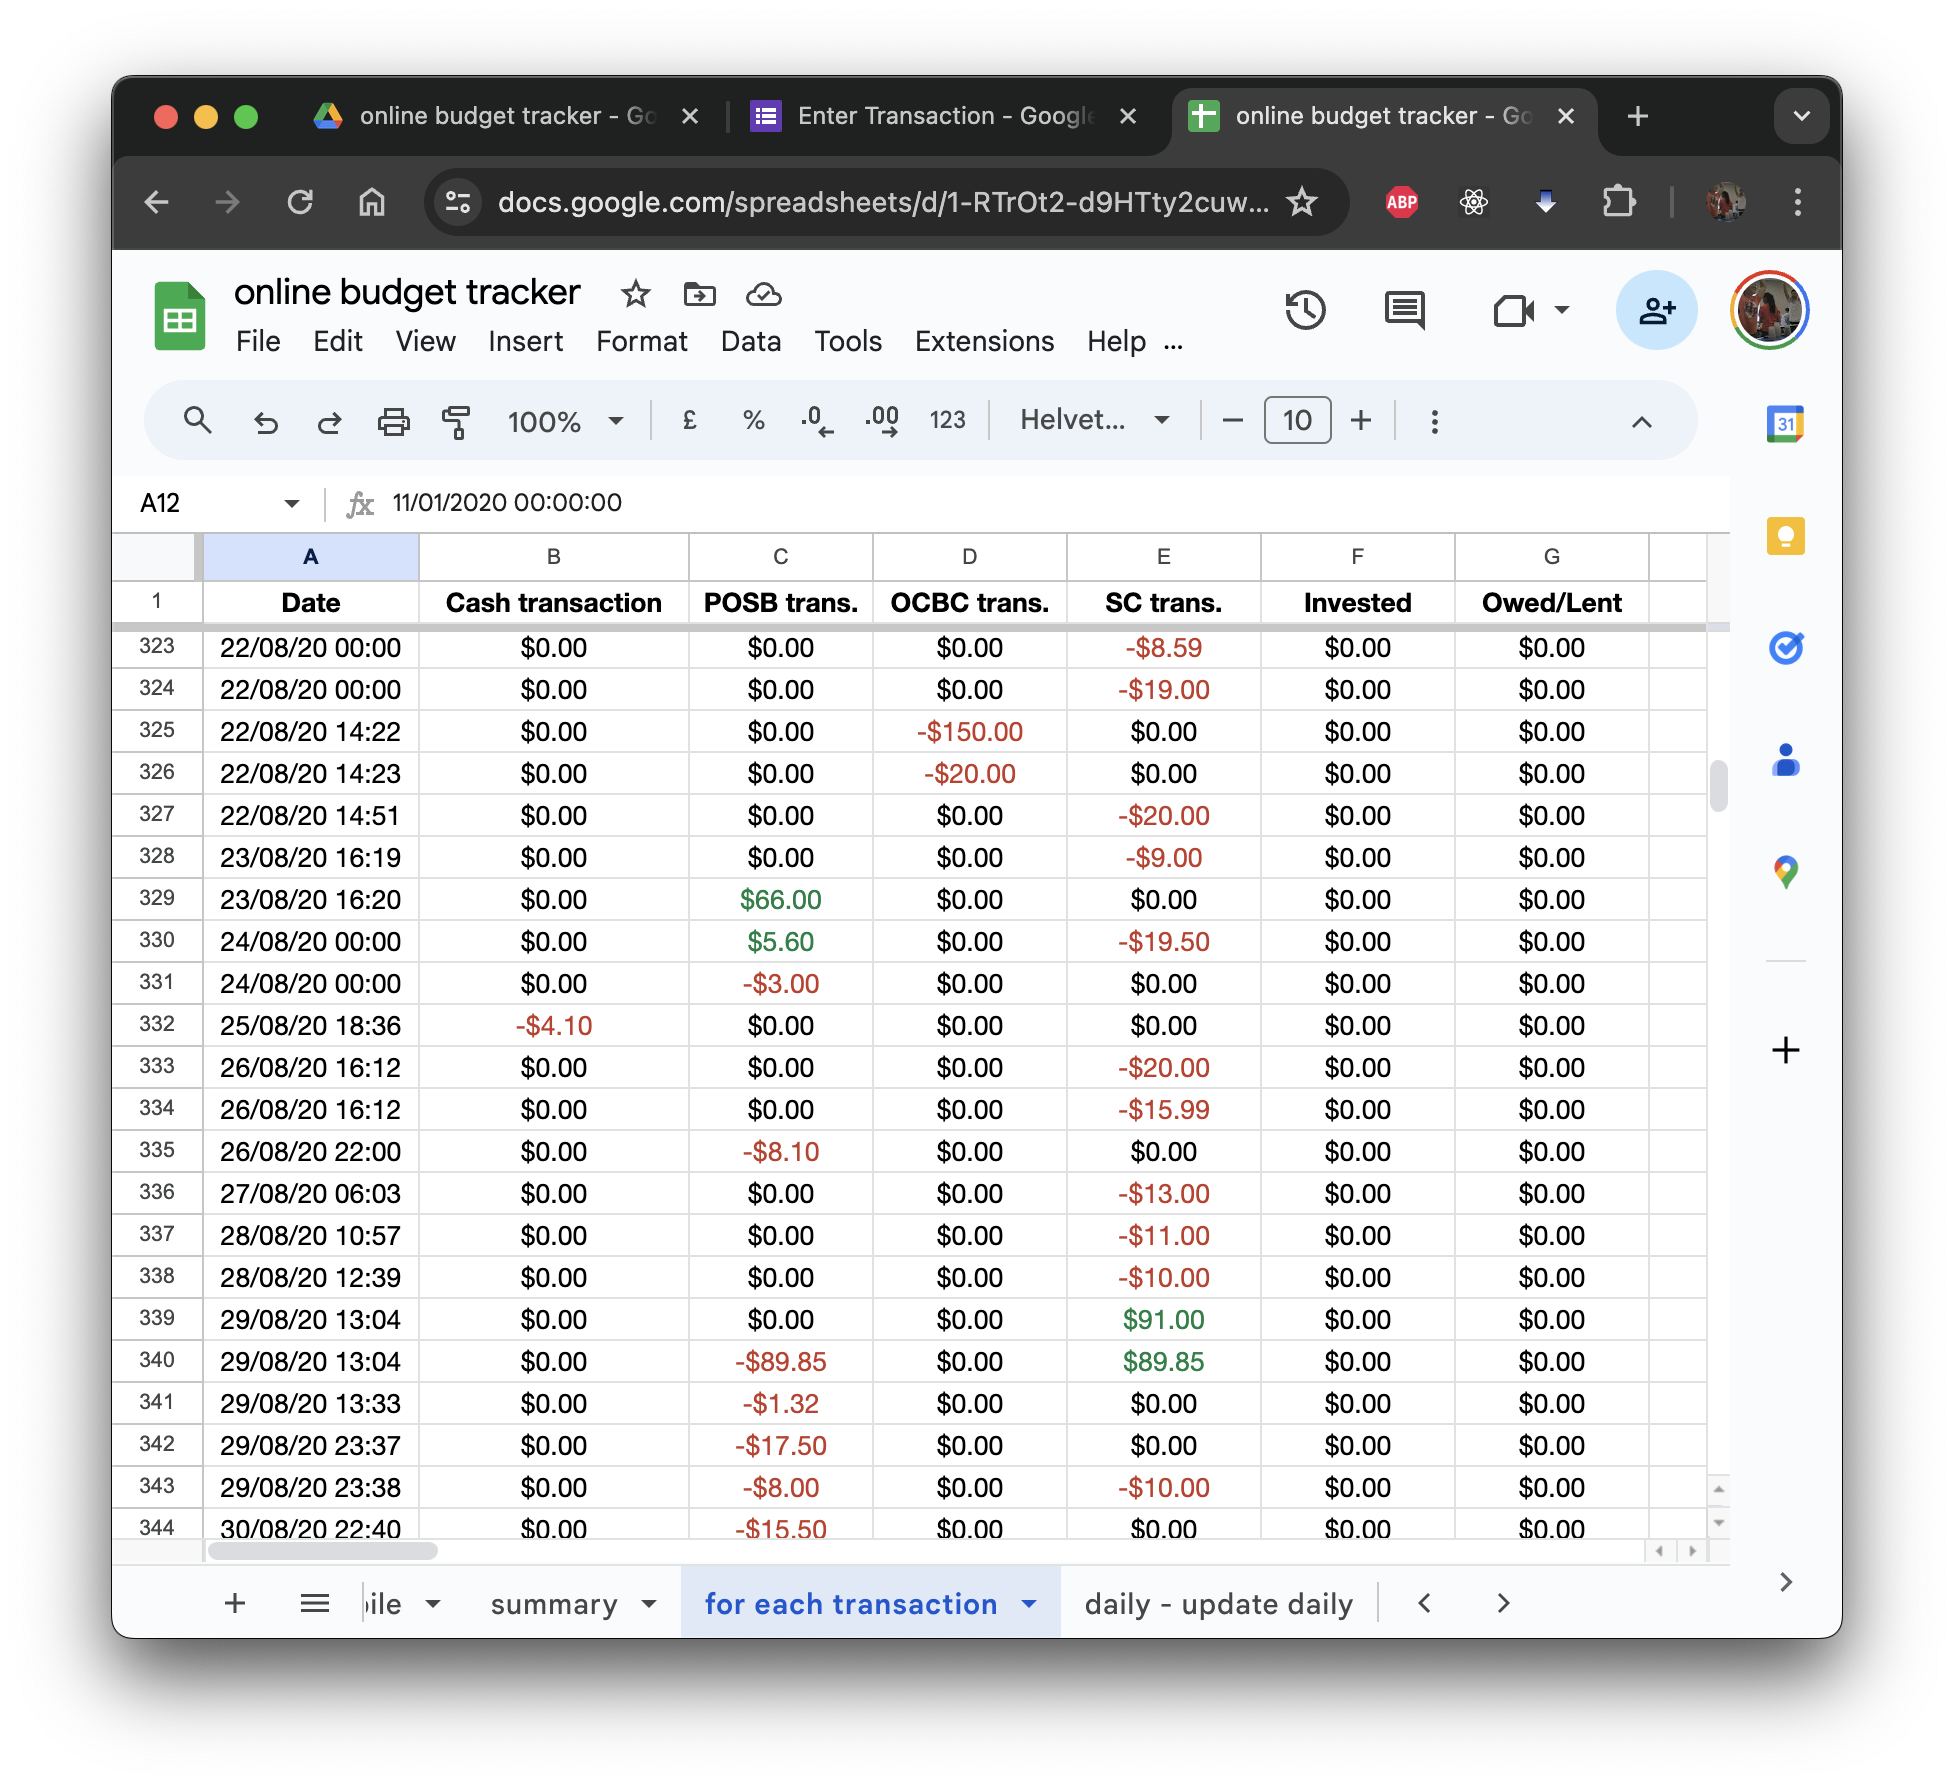 online budget tracker - Go
Enter Transaction - Google
online budget tracker - Go
docs.google.com/spreadsheets/d/1-RTrOt2-d9HTty2cuw...
ABP
online budget tracker
File Edit View Insert Format Data Tools Extensions Help ...
100% £ % .0 .00 123 Helvet... 10
31
A12 fx 11/01/2020 00:00:00
A B C D E F G
1 Date Cash transaction POSB trans. OCBC trans. SC trans. Invested Owed/Lent
323 22/08/20 00:00 $0.00 $0.00 $0.00 -$8.59 $0.00 $0.00
324 22/08/20 00:00 $0.00 $0.00 $0.00 -$19.00 $0.00 $0.00
325 22/08/20 14:22 $0.00 $0.00 -$150.00 $0.00 $0.00 $0.00
326 22/08/20 14:23 $0.00 $0.00 -$20.00 $0.00 $0.00 $0.00
327 22/08/20 14:51 $0.00 $0.00 $0.00 -$20.00 $0.00 $0.00
328 23/08/20 16:19 $0.00 $0.00 $0.00 -$9.00 $0.00 $0.00
329 23/08/20 16:20 $0.00 $66.00 $0.00 $0.00 $0.00 $0.00
330 24/08/20 00:00 $0.00 $5.60 $0.00 -$19.50 $0.00 $0.00
331 24/08/20 00:00 $0.00 -$3.00 $0.00 $0.00 $0.00 $0.00
332 25/08/20 18:36 -$4.10 $0.00 $0.00 $0.00 $0.00 $0.00
333 26/08/20 16:12 $0.00 $0.00 $0.00 -$20.00 $0.00 $0.00
334 26/08/20 16:12 $0.00 $0.00 $0.00 -$15.99 $0.00 $0.00
335 26/08/20 22:00 $0.00 -$8.10 $0.00 $0.00 $0.00 $0.00
336 27/08/20 06:03 $0.00 $0.00 $0.00 -$13.00 $0.00 $0.00
337 28/08/20 10:57 $0.00 $0.00 $0.00 -$11.00 $0.00 $0.00
338 28/08/20 12:39 $0.00 $0.00 $0.00 -$10.00 $0.00 $0.00
339 29/08/20 13:04 $0.00 $0.00 $0.00 $91.00 $0.00 $0.00
340 29/08/20 13:04 $0.00 -$89.85 $0.00 $89.85 $0.00 $0.00
341 29/08/20 13:33 $0.00 -$1.32 $0.00 $0.00 $0.00 $0.00
342 29/08/20 23:37 $0.00 -$17.50 $0.00 $0.00 $0.00 $0.00
343 29/08/20 23:38 $0.00 -$8.00 $0.00 -$10.00 $0.00 $0.00
344 30/08/20 22:40 $0.00 -$15.50 $0.00 $0.00 $0.00 $0.00
ile summary for each transaction daily - update daily